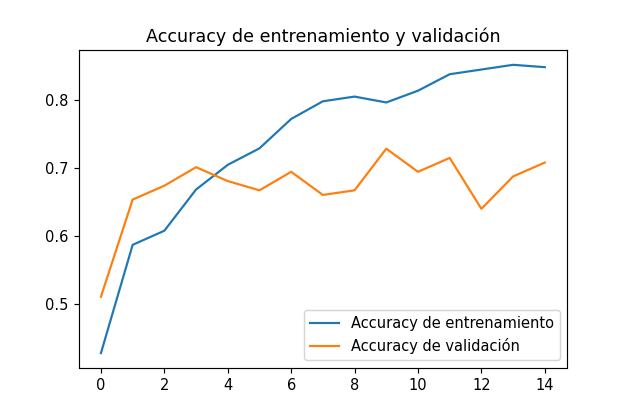 Accuracy de entrenamiento y validación
0.8
0.7
0.6
0.5
Accuracy de entrenamiento
Accuracy de validación
0 2 4 6 8 10 12 14